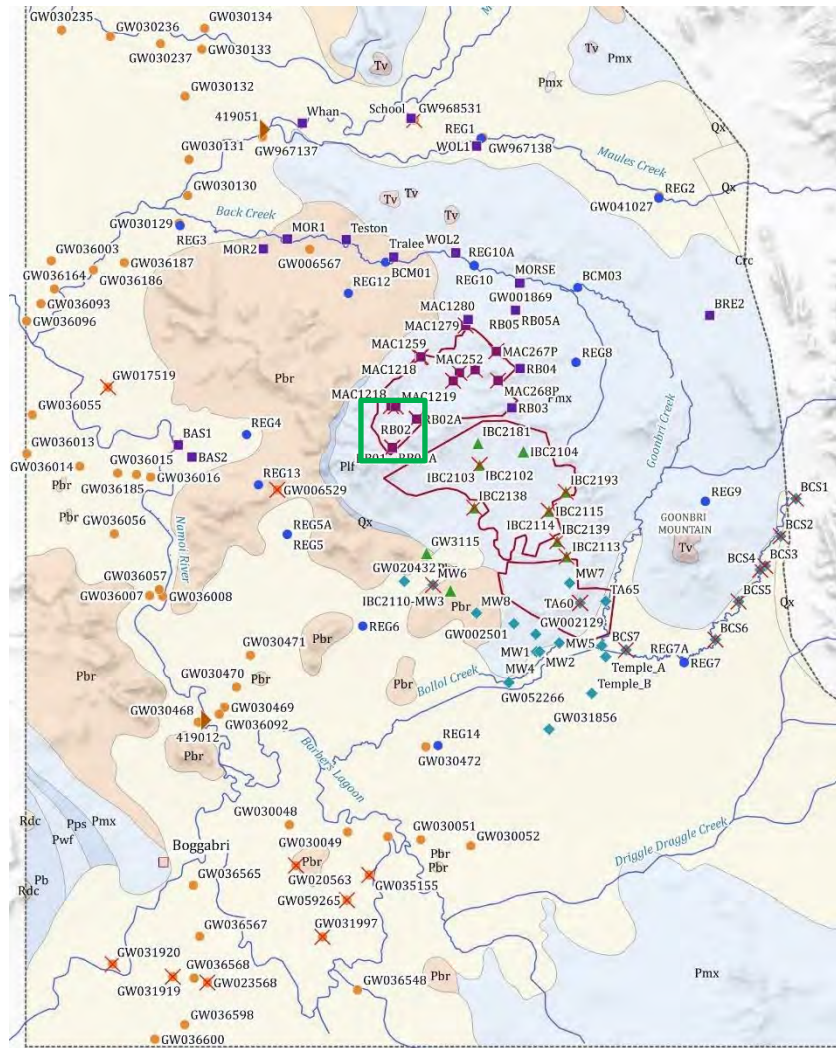 GW030235
GW030236
GW030134
GW030237
GW030133
Tv
Tv
Pmx
GW030132
Pmx
419051
Whan
School
GW968531
REG1
Qx
GW967137
WOL1
GW967138
GW030131
Maules Creek
GW030130
Qx
REG2
Tv
Tv
GW041027
Back Creek
Tv
GW030129
REG3
MOR1
Teston
WOL2
GW036003
MOR2
Tralee
REG10A
Crc
GW036187
GW006567
BCM01
REG10
MORSE
BCM03
GW036164
GW036186
REG12
GW001869
BRE2
GW036093
MAC1280
GW036096
MAC1279
RB05
RB05A
MAC1259
MAC267P
REG8
MAC252
RB04
GW017519
Pbr
MAC1218
MAC1218
MAC1219
MAC268P
Pmx
GW036055
RB02A
RB03
REG4
RB02
BAS1
IBC2181
IBC2104
Goonbri Creek
GW036013
BAS2
RB01
GW036014
GW036015
Plf
IBC2103
IBC2102
Pbr
GW036185
GW036016
REG13
IBC2193
GW006529
IBC2138
REG9
BCS1
Pbr
IBC2115
GW036056
REG5A
Qx
IBC2114
IBC2139
GOONBRI
MOUNTAIN
BCS2
Namoi River
REG5
GW3115
IBC2113
Tv
BCS4
BCS3
GW036057
GW020432
MW6
MW7
GW036007
GW036008
IBC2110-MW3
Pbr
MW8
TA60
TA65
BCS5
Qx
REG6
GW002129
GW030471
Pbr
GW002501
BCS6
MW5
BCS7
REG7A
Pbr
GW030470
Pbr
MW1
MW2
Temple_A
REG7
MW4
Temple_B
Bollol Creek
GW030468
GW030469
Pbr
GW052266
GW036092
419012
GW031856
REG14
Pbr
GW030472
Barbers Lagoon
Rdc
Pps
Pmx
GW030048
Driggle Draggle Creek
Pwf
Boggabri
GW030049
GW030051
GW030052
Pb
Pbr
Pbr
Pbr
Rdc
GW036565
GW020563
GW035155
GW059265
GW036567
GW031997
GW031920
Pbr
Pmx
GW036568
GW031919
GW023568
GW036548
GW036598
GW036600